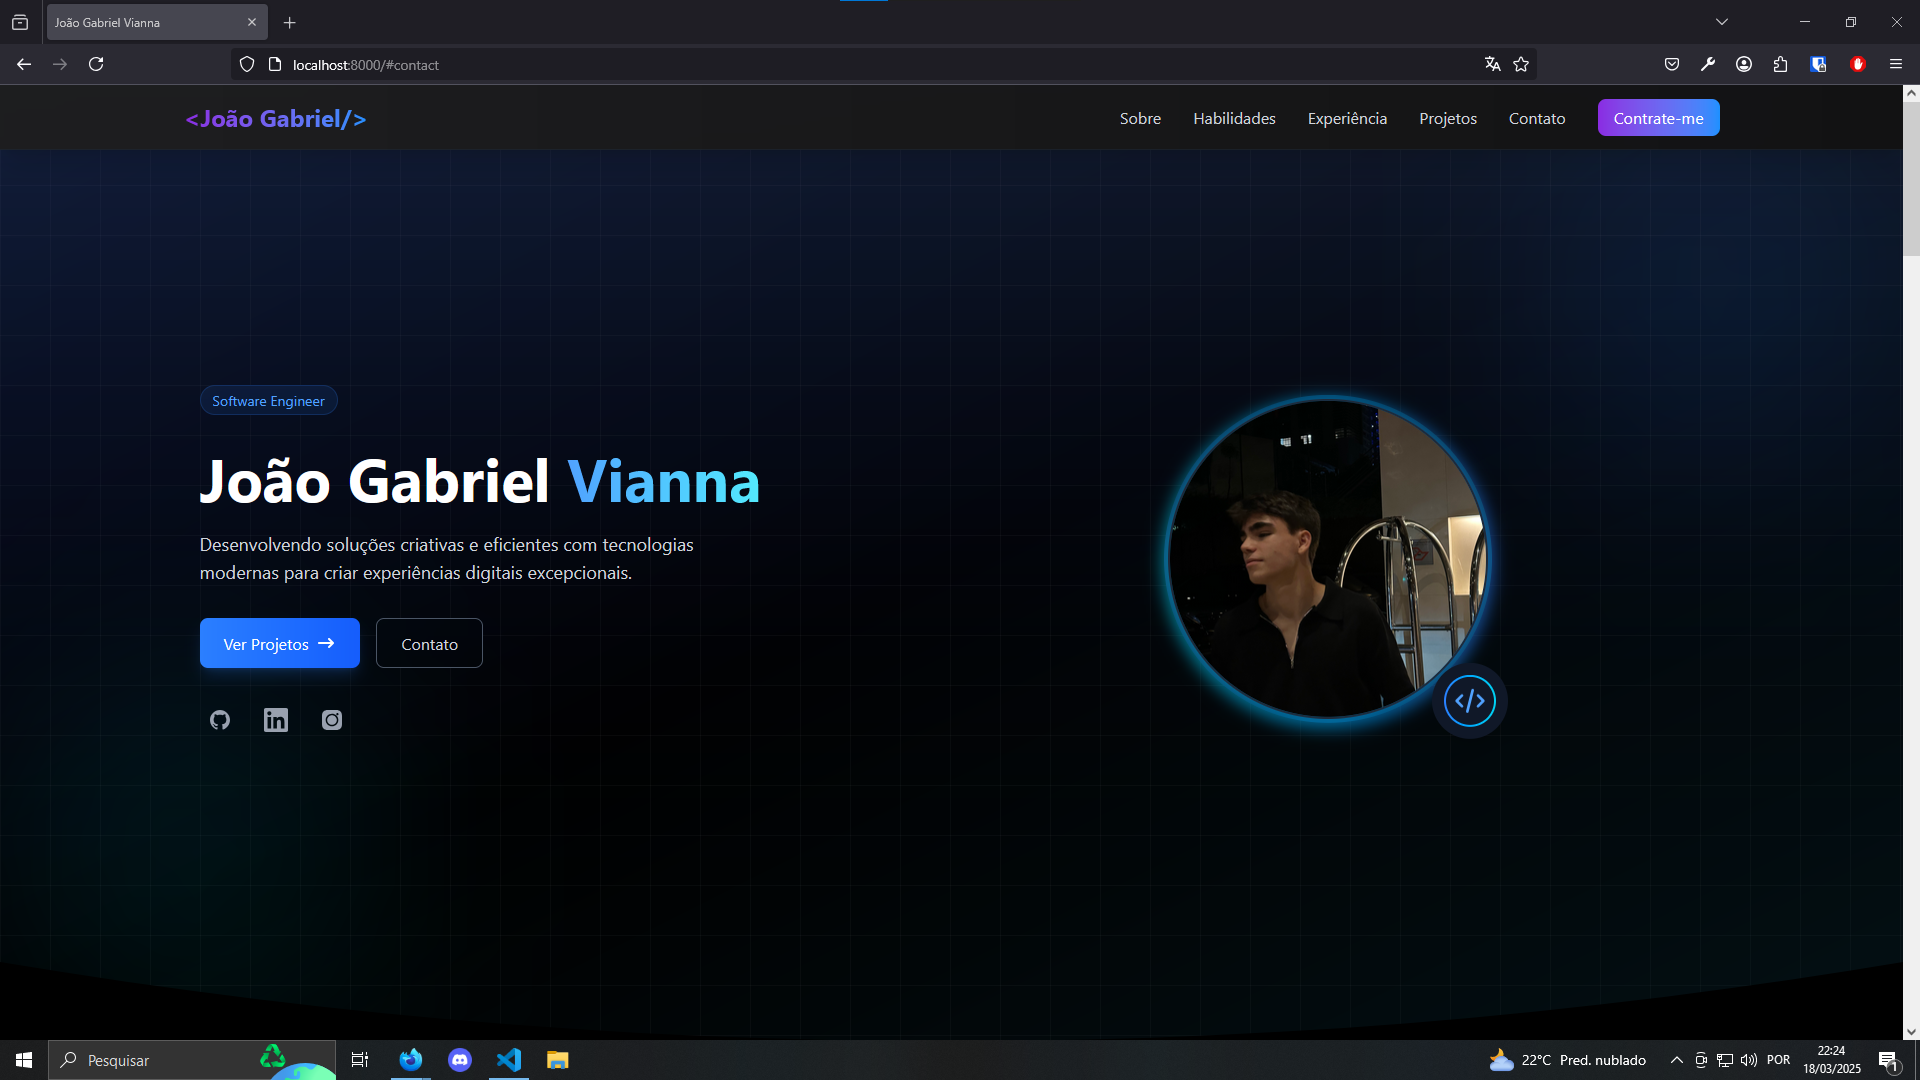 João Gabriel Vianna
localhost:8000/#contact
<João Gabriel/>
Sobre
Habilidades
Experiência
Projetos
Contato
Contrate-me
Software Engineer
João Gabriel Vianna
Desenvolvendo soluções criativas e eficientes com tecnologias
modernas para criar experiências digitais excepcionais.
Ver Projetos
Contato
</>
Pesquisar
22°C Pred. nublado
POR
22:24
18/03/2025
1